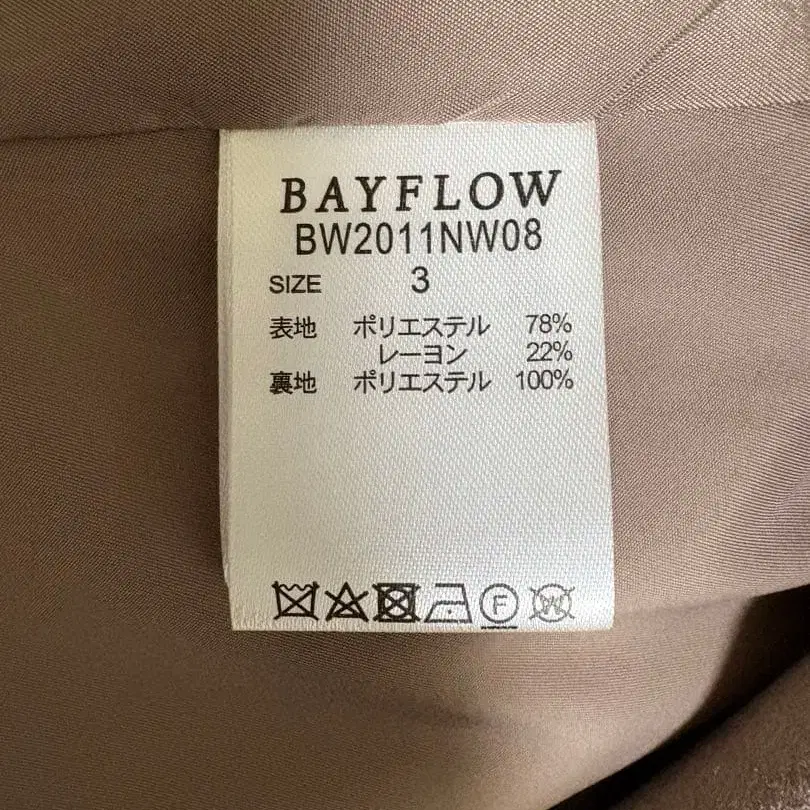 BAYFLOW
BW2011NW08
SIZE 3
表地 ポリエステル 78%
レーヨン 22%
裏地 ポリエステル 100%
F W